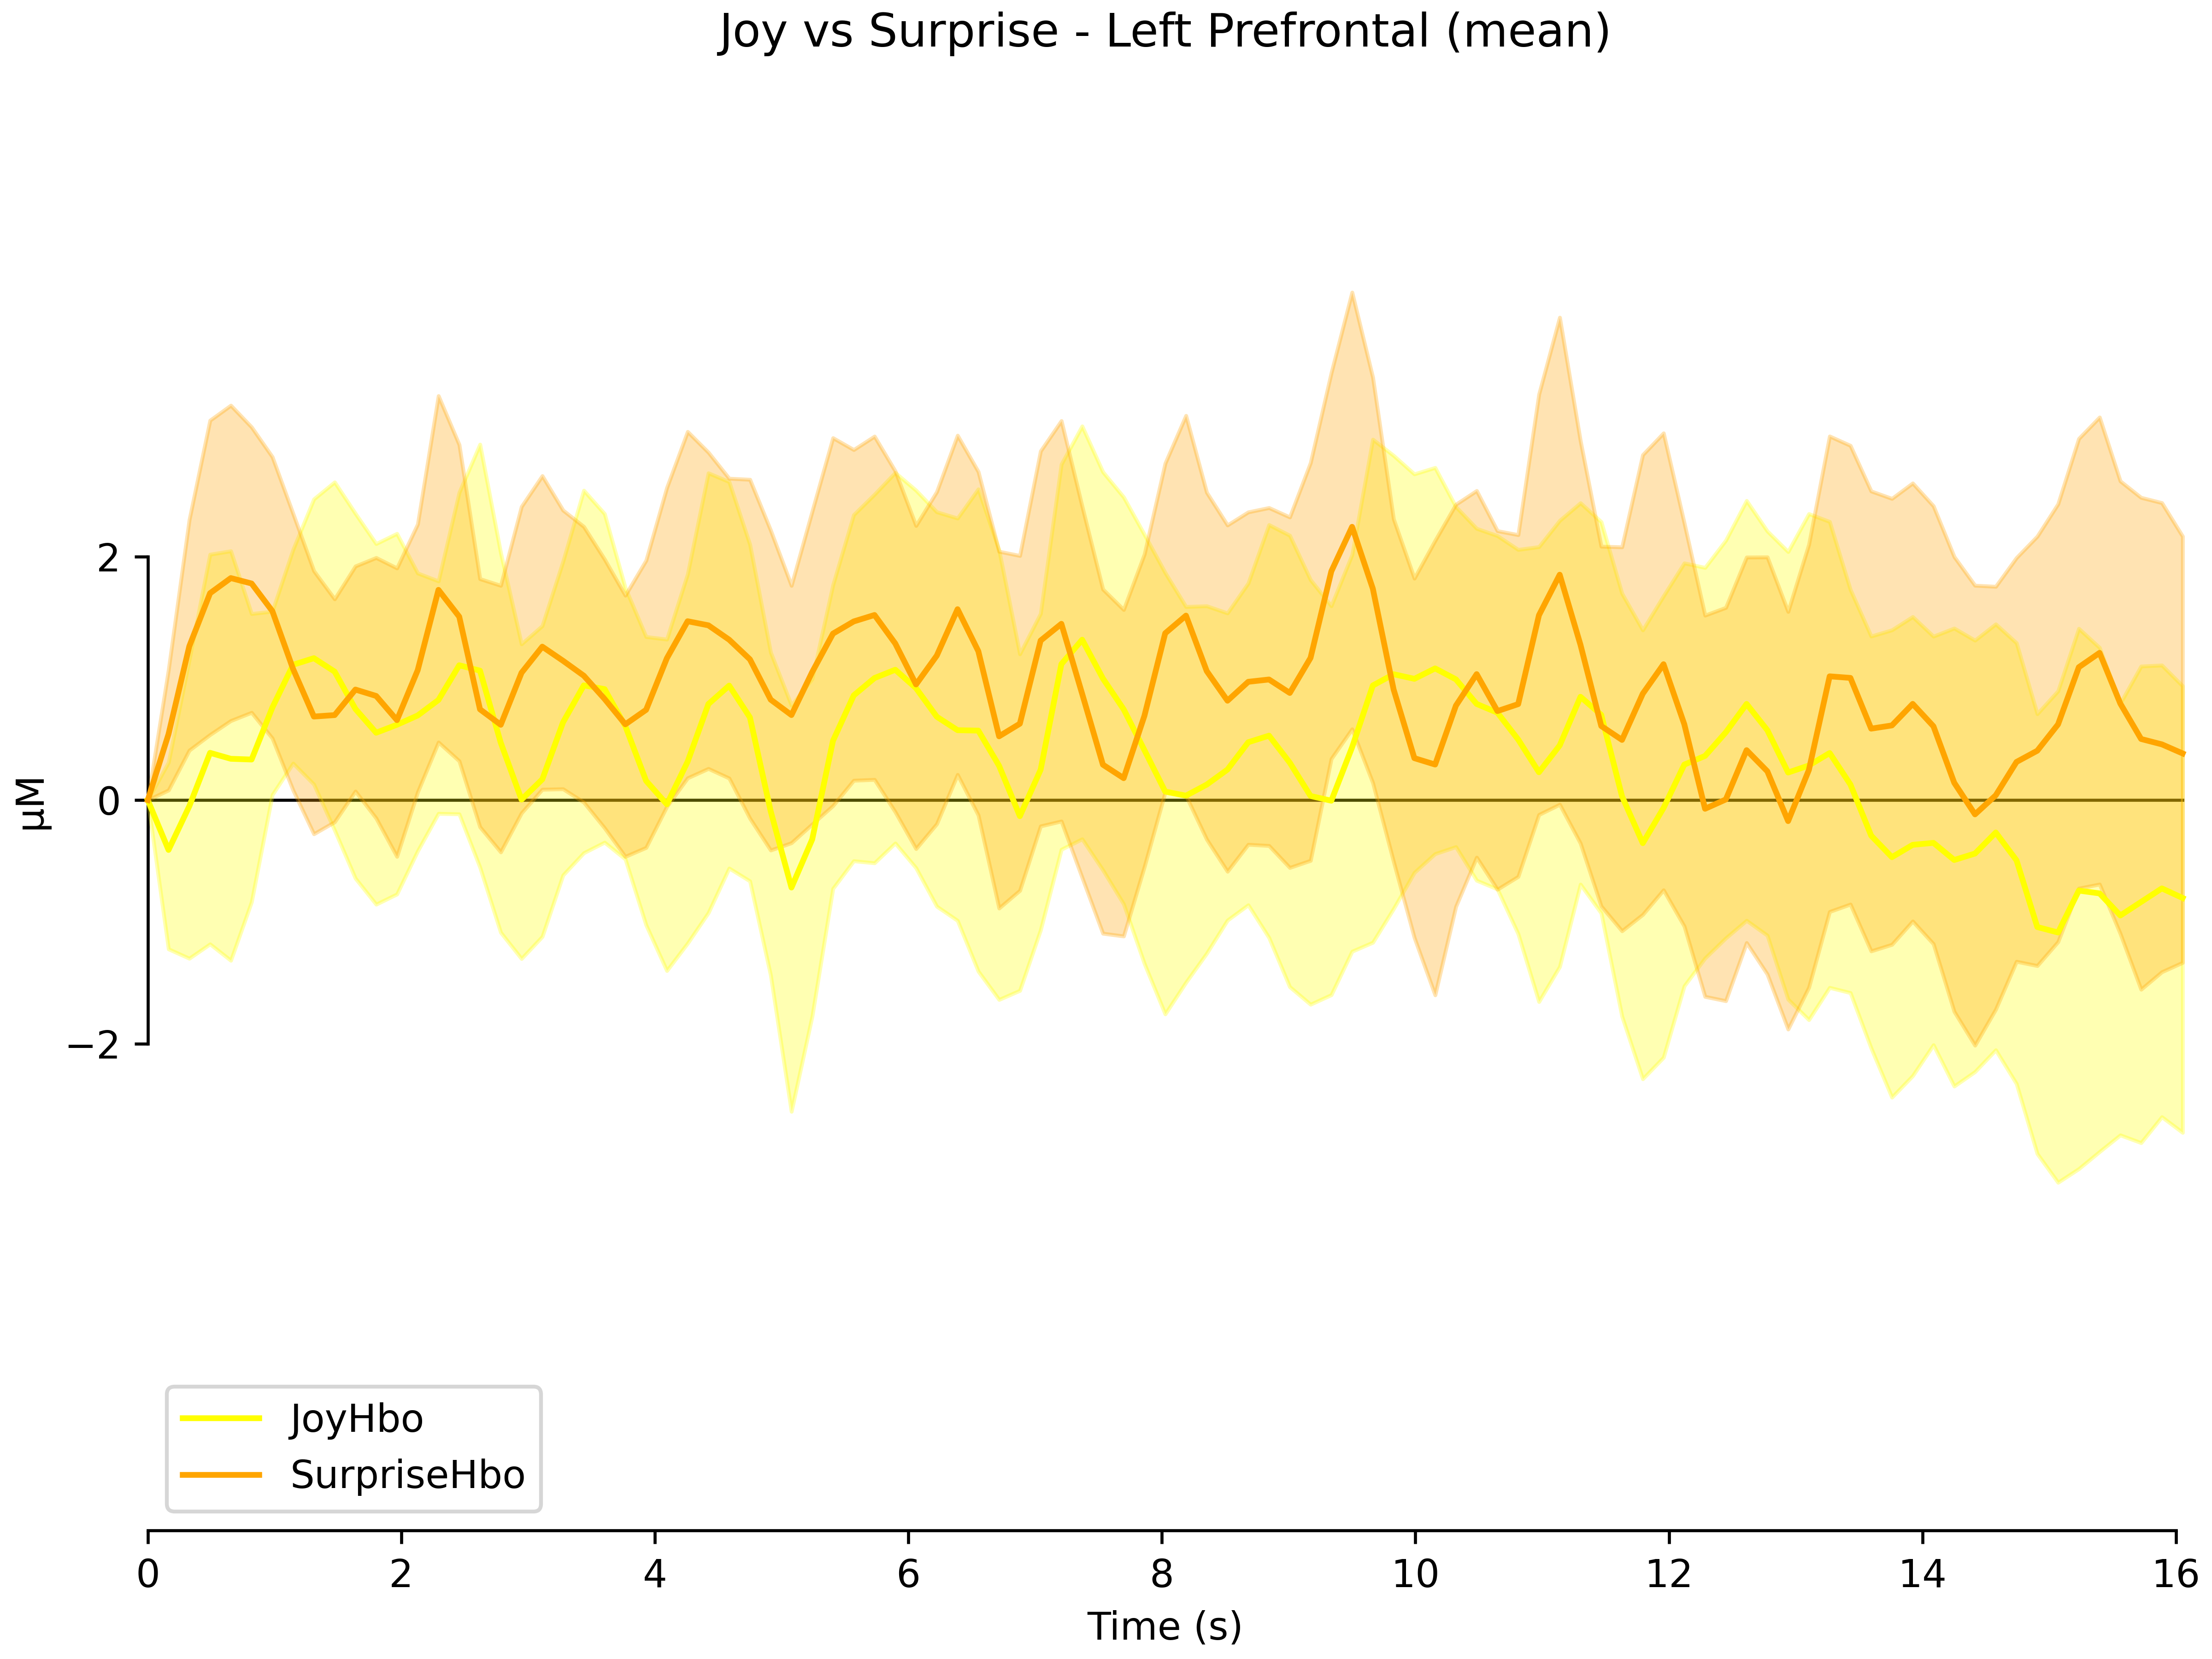 Joy vs Surprise - Left Prefrontal (mean)
µM
2
0
−2
JoyHbo
SurpriseHbo
0 2 4 6 8 10 12 14 16
Time (s)